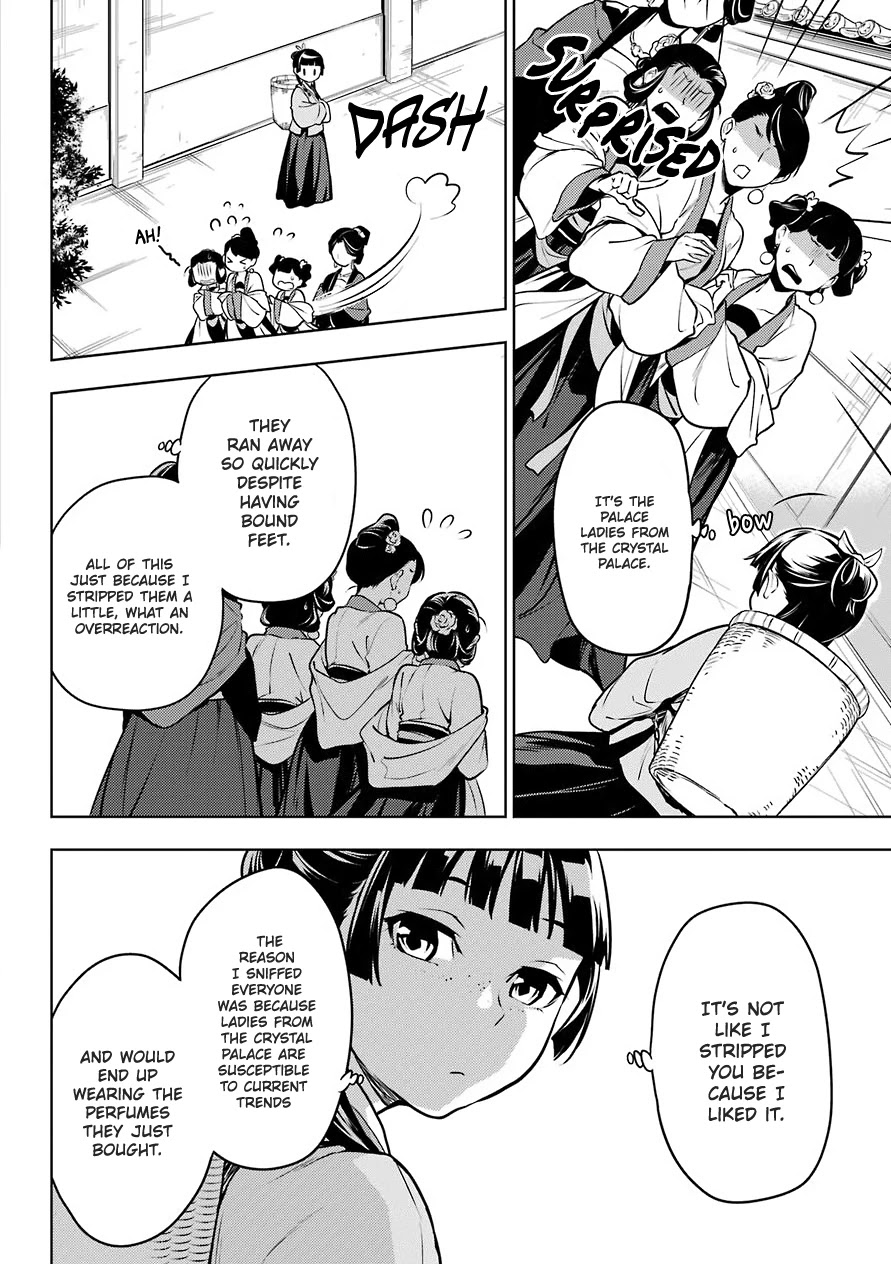 SURPRISED
IT'S THE
PALACE
LADIES FROM
THE CRYSTAL
PALACE.
bow
DASH
AH!
THEY
RAN AWAY
SO QUICKLY
DESPITE
HAVING
BOUND
FEET.
ALL OF THIS
JUST BECAUSE I
STRIPPED THEM A
LITTLE, WHAT AN
OVERREACTION.
IT'S NOT
LIKE I
STRIPPED
YOU BE-
CAUSE I
LIKED IT.
THE
REASON
I SNIFFED
EVERYONE
WAS BECAUSE
LADIES FROM
THE CRYSTAL
PALACE ARE
SUSCEPTIBLE
TO CURRENT
TRENDS
AND WOULD
END UP
WEARING THE
PERFUMES
THEY JUST
BOUGHT.